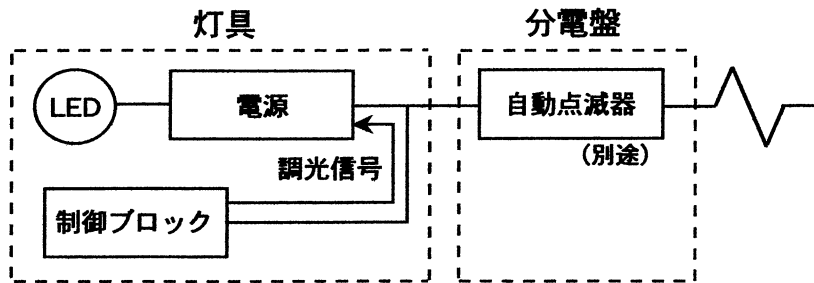 灯具
分電盤
LED
電源
自動点滅器
(別途)
調光信号
制御ブロック